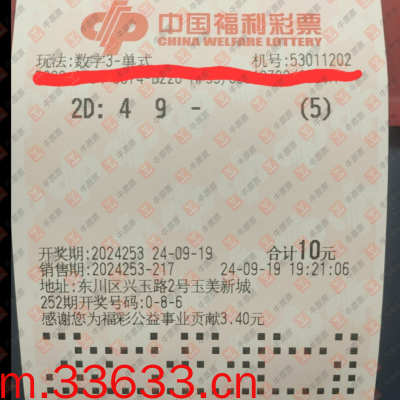 中国福利彩票
CHINA WELFARE LOTTERY
玩法:数字3-单式 机号:53011202
2D: 4 9 - (5)
开奖期:2024253 24-09-19 合计10元
销售期:2024253-217 24-09-19 19:21:06
地址:东川区兴玉路2号玉美新城
252期开奖号码:0-8-6
感谢您为福彩公益事业贡献3.40元
m.33633.cn